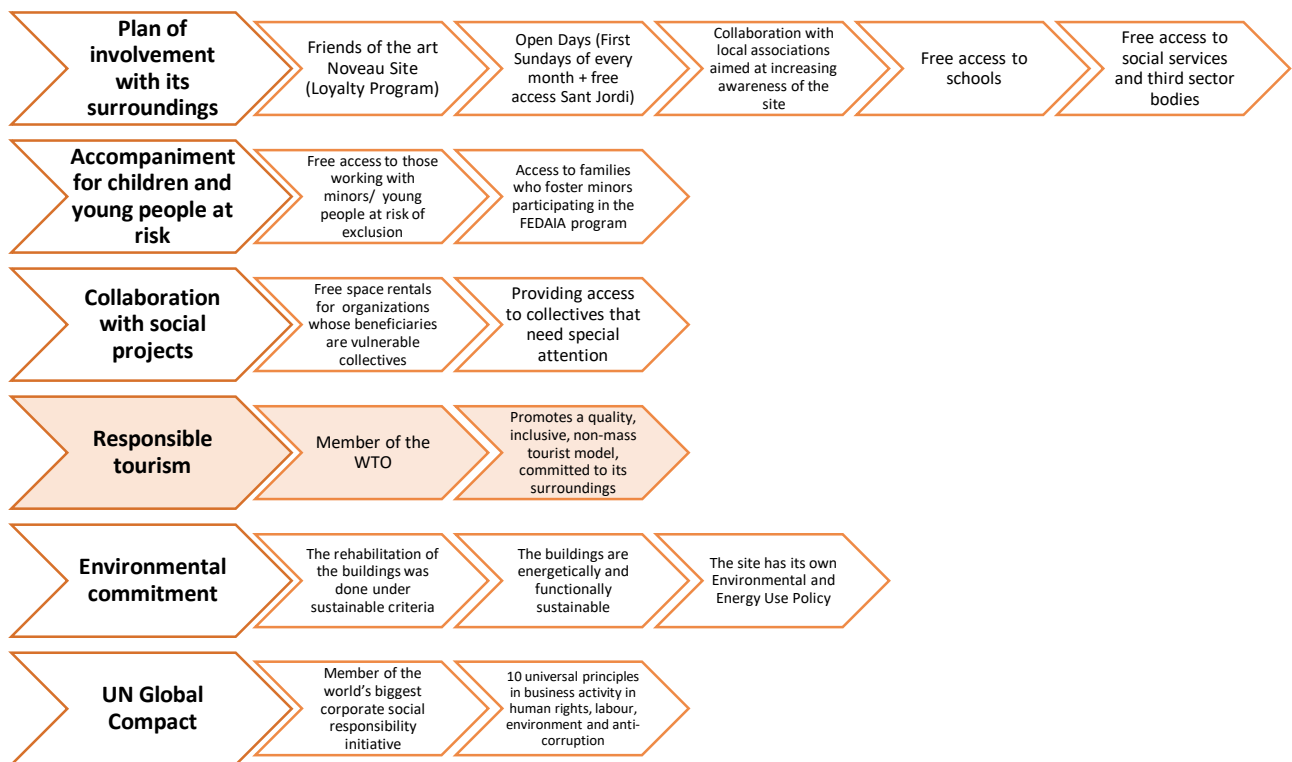 Plan of
involvement
with its
surroundings
Friends of the art
Noveau Site
(Loyalty Program)
Open Days (First
Sundays of every
month + free
access Sant Jordi)
Collaboration with
local associations
aimed at increasing
awareness of the
site
Free access to
schools
Free access to
social services
and third sector
bodies
Accompaniment
for children and
young people at
risk
Free access to those
working with
minors/ young
people at risk of
exclusion
Access to families
who foster minors
participating in the
FEDAIA program
Collaboration
with social
projects
Free space rentals
for organizations
whose beneficiaries
are vulnerable
collectives
Providing access
to collectives that
need special
attention
Responsible
tourism
Member of the
WTO
Promotes a quality,
inclusive, non-mass
tourist model,
committed to its
surroundings
Environmental
commitment
The rehabilitation of
the buildings was
done under
sustainable criteria
The buildings are
energetically and
functionally
sustainable
The site has its own
Environmental and
Energy Use Policy
UN Global
Compact
Member of the
world's biggest
corporate social
responsibility
initiative
10 universal principles
in business activity in
human rights, labour,
environment and anti-
corruption